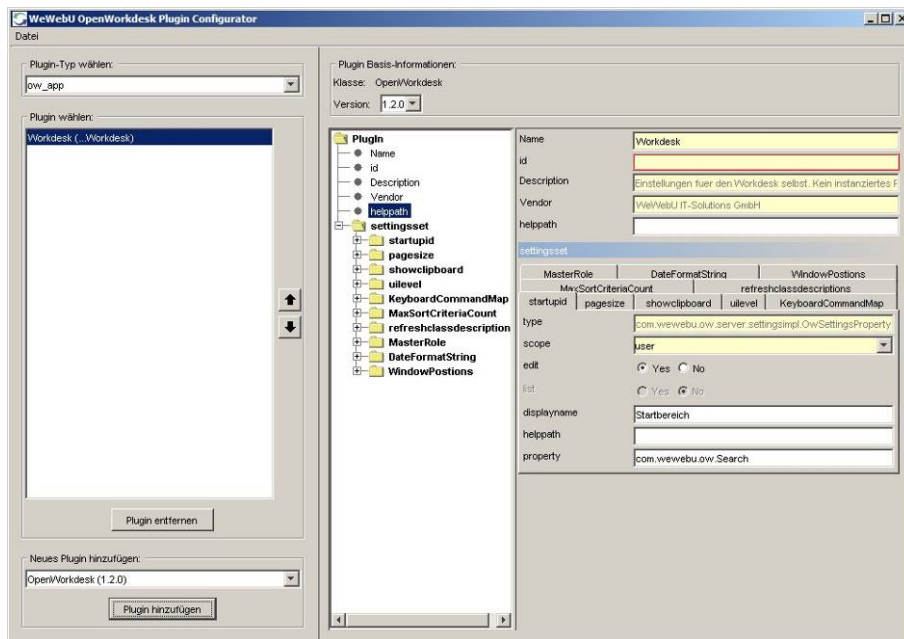 WeWebU OpenWorkdesk Plugin Configurator
Datei
Plugin-Typ wählen:
ow_app
Plugin wählen:
Workdesk (...Workdesk)
Plugin entfernen
Neues Plugin hinzufügen:
OpenWorkdesk (1.2.0)
Plugin hinzufügen
Plugin Basis-Informationen:
Klasse: OpenWorkdesk
Version: 1.2.0
PlugIn
Name
id
Description
Vendor
helppath
settingsset
startupid
pagesize
showclipboard
uilevel
KeyboardCommandMap
MaxSortCriteriaCount
refreshclassdescription
MasterRole
DateFormatString
WindowPostions
Name Workdesk
id
Description Einstellungen fuer den Workdesk selbst. Kein instanziertes
Vendor WeWebU IT-Solutions GmbH
helppath
settingsset
MasterRole DateFormatString WindowPostions
MaxSortCriteriaCount refreshclassdescriptions
startupid pagesize showclipboard uilevel KeyboardCommandMap
type com.wewebu.ow.server.settingsimpl.OwSettingsProperty
scope user
edit Yes No
list Yes No
displayname Startbereich
helppath
property com.wewebu.ow.Search